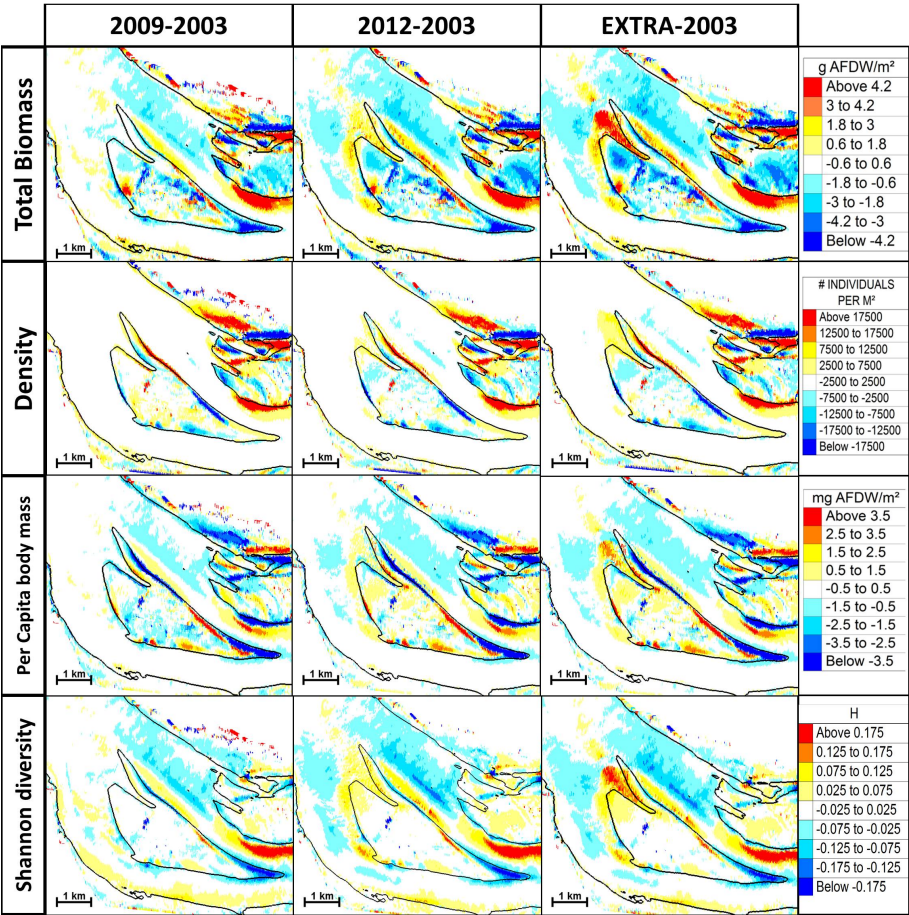 2009-2003
2012-2003
EXTRA-2003
Total Biomass
1 km
1 km
1 km
g AFDW/m²
Above 4.2
3 to 4.2
1.8 to 3
0.6 to 1.8
-0.6 to 0.6
-1.8 to -0.6
-3 to -1.8
-4.2 to -3
Below -4.2
Density
1 km
1 km
1 km
# INDIVIDUALS
PER M²
Above 17500
12500 to 17500
7500 to 12500
2500 to 7500
-2500 to 2500
-7500 to -2500
-12500 to -7500
-17500 to -12500
Below -17500
Per Capita body mass
1 km
1 km
1 km
mg AFDW/m²
Above 3.5
2.5 to 3.5
1.5 to 2.5
0.5 to 1.5
-0.5 to 0.5
-1.5 to -0.5
-2.5 to -1.5
-3.5 to -2.5
Below -3.5
Shannon diversity
1 km
1 km
1 km
H
Above 0.175
0.125 to 0.175
0.075 to 0.125
0.025 to 0.075
-0.025 to 0.025
-0.075 to -0.025
-0.125 to -0.075
-0.175 to -0.125
Below -0.175